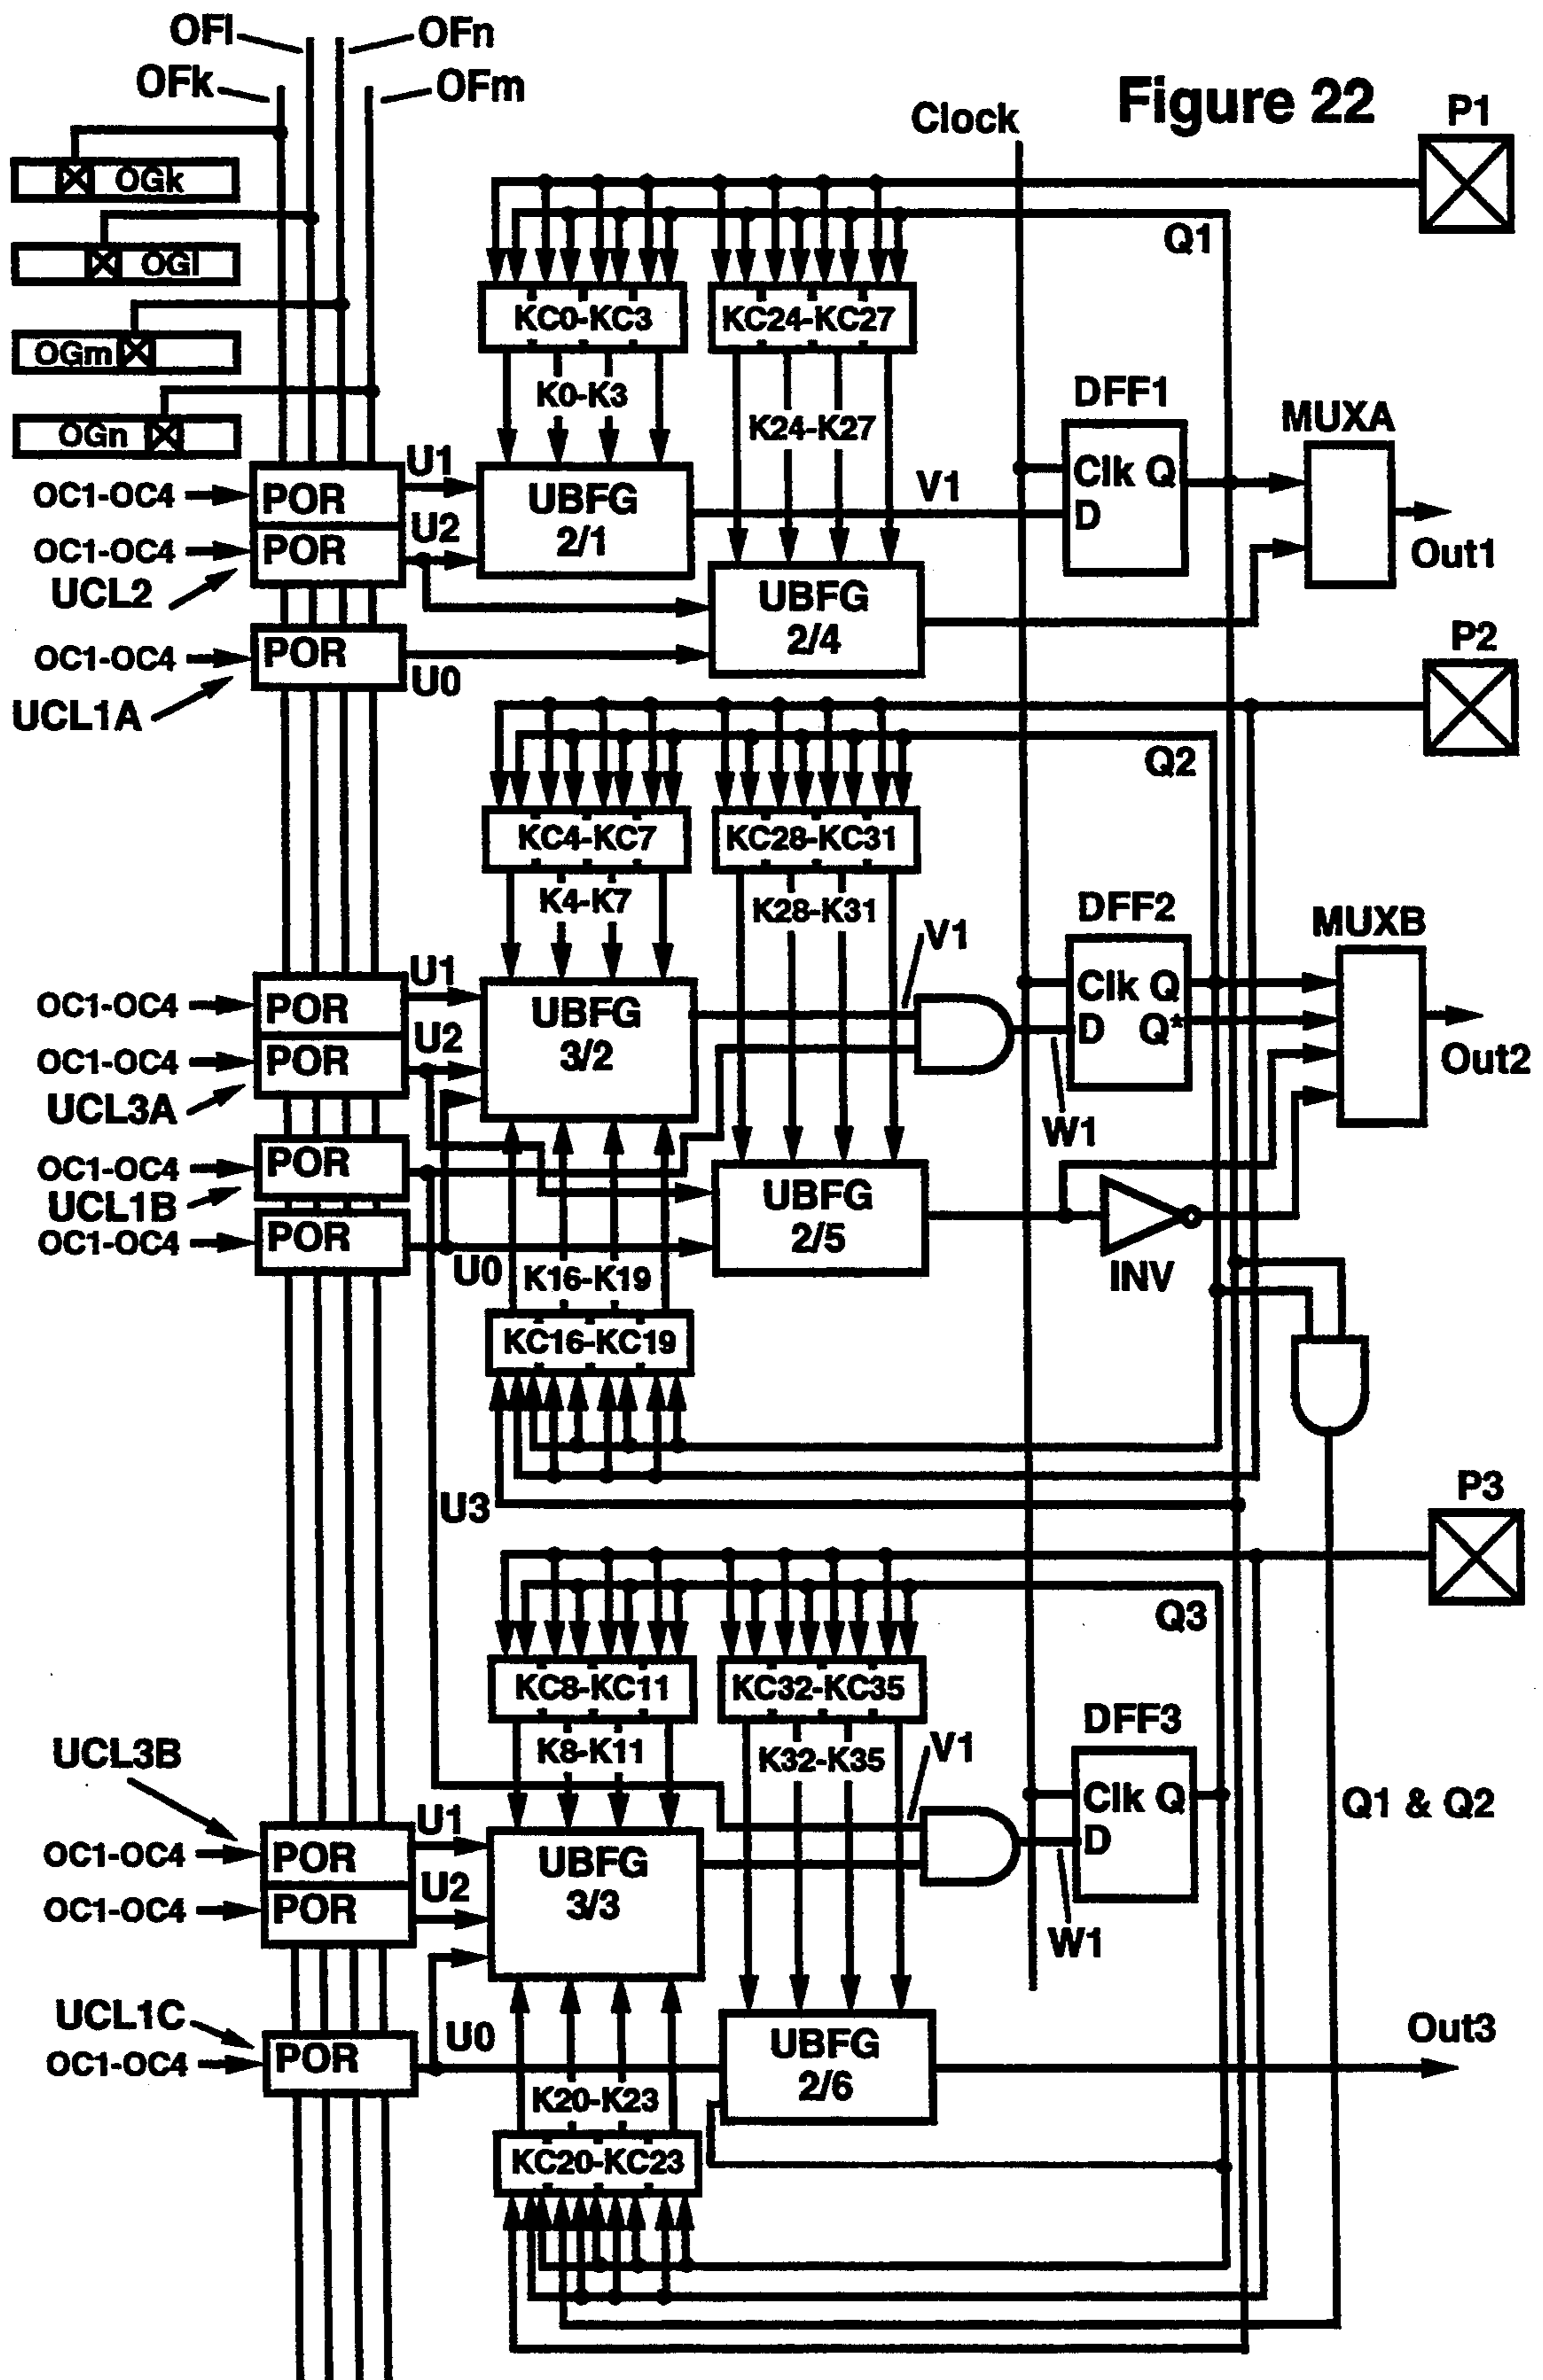 OFl
OFn
OFk
OFm
Figure 22
P1
Clock
OGk
Q1
OGl
KC0-KC3
KC24-KC27
OGm
K0-K3
DFF1
MUXA
K24-K27
OGn
U1
V1
Clk Q
OC1-OC4
POR
UBFG
2/1
D
U2
OC1-OC4
POR
Out1
UCL2
UBFG
2/4
P2
OC1-OC4
POR
U0
UCL1A
Q2
KC4-KC7
KC28-KC31
K4-K7
K28-K31
DFF2
MUXB
V1
U1
Clk Q
OC1-OC4
POR
UBFG
3/2
D
Q*
U2
OC1-OC4
POR
Out2
UCL3A
W1
OC1-OC4
POR
UCL1B
UBFG
2/5
OC1-OC4
POR
U0
K16-K19
INV
KC16-KC19
P3
U3
Q3
KC8-KC11
KC32-KC35
DFF3
UCL3B
K8-K11
V1
K32-K35
Clk Q
Q1 & Q2
U1
D
OC1-OC4
POR
UBFG
3/3
U2
OC1-OC4
POR
W1
UCL1C
U0
UBFG
2/6
Out3
OC1-OC4
POR
K20-K23
KC20-KC23